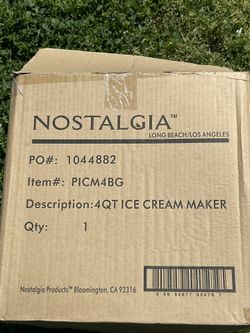 NOSTALGIA™
LONG BEACH/LOS ANGELES
PO#: 1044882
Item#: PICM4BG
Description:4QT ICE CREAM MAKER
Qty: 1
Nostalgia Products™ Bloomington, CA 92316